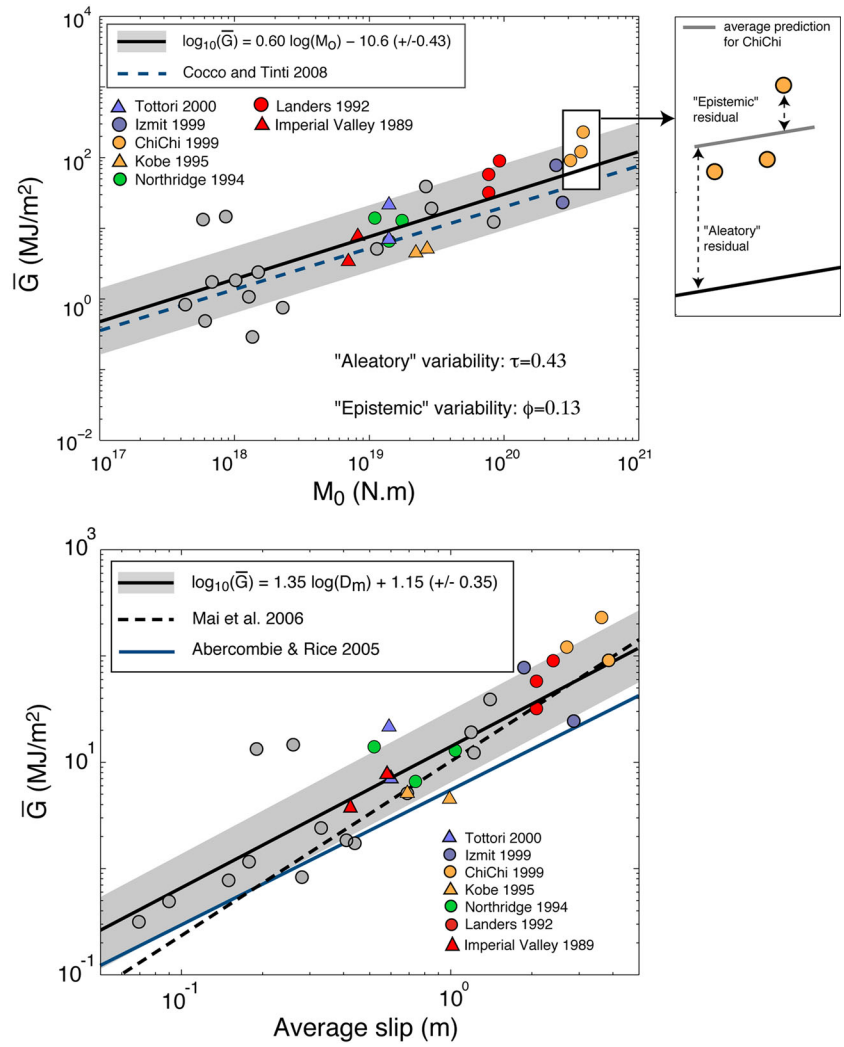 10^4
10^2
10^0
10^-2
G (MJ/m²)
log10(G) = 0.60 log(Mo) − 10.6 (+/-0.43)
Cocco and Tinti 2008
Tottori 2000
Izmit 1999
ChiChi 1999
Kobe 1995
Northridge 1994
Landers 1992
Imperial Valley 1989
"Aleatory" variability: τ=0.43
"Epistemic" variability: ϕ=0.13
10^17
10^18
10^19
10^20
10^21
M0 (N.m)
average prediction
for ChiChi
"Epistemic"
residual
"Aleatory"
residual
10^3
10^1
10^-1
G (MJ/m²)
log10(G) = 1.35 log(Dm) + 1.15 (+/- 0.35)
Mai et al. 2006
Abercombie & Rice 2005
Tottori 2000
Izmit 1999
ChiChi 1999
Kobe 1995
Northridge 1994
Landers 1992
Imperial Valley 1989
10^-1
10^0
Average slip (m)